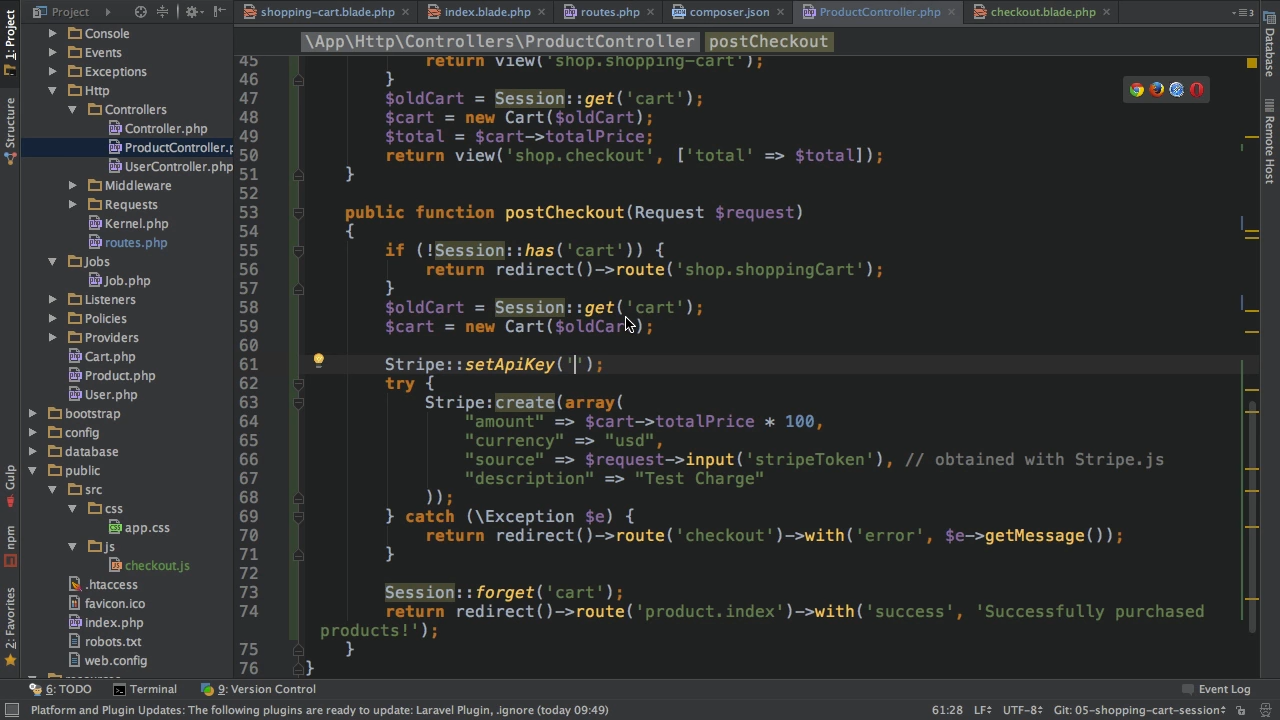 Project
shopping-cart.blade.php
index.blade.php
routes.php
composer.json
ProductController.php
checkout.blade.php
3
1: Project
Structure
Gulp
npm
2: Favorites
Console
Events
Exceptions
Http
Controllers
Controller.php
ProductController.p
UserController.php
Middleware
Requests
Kernel.php
routes.php
Jobs
Job.php
Listeners
Policies
Providers
Cart.php
Product.php
User.php
bootstrap
config
database
public
src
css
app.css
js
checkout.js
.htaccess
favicon.ico
index.php
robots.txt
web.config
\App\Http\Controllers\ProductController postCheckout
45 return view('shop.shopping-cart');
46 }
47 $oldCart = Session::get('cart');
48 $cart = new Cart($oldCart);
49 $total = $cart->totalPrice;
50 return view('shop.checkout', ['total' => $total]);
51 }
52
53 public function postCheckout(Request $request)
54 {
55 if (!Session::has('cart')) {
56 return redirect()->route('shop.shoppingCart');
57 }
58 $oldCart = Session::get('cart');
59 $cart = new Cart($oldCart);
60
61 Stripe::setApiKey('');
62 try {
63 Stripe:create(array(
64 "amount" => $cart->totalPrice * 100,
65 "currency" => "usd",
66 "source" => $request->input('stripeToken'), // obtained with Stripe.js
67 "description" => "Test Charge"
68 ));
69 } catch (\Exception $e) {
70 return redirect()->route('checkout')->with('error', $e->getMessage());
71 }
72
73 Session::forget('cart');
74 return redirect()->route('product.index')->with('success', 'Successfully purchased
products!');
75 }
76 }
Database
Remote Host
6: TODO
Terminal
9: Version Control
Event Log
Platform and Plugin Updates: The following plugins are ready to update: Laravel Plugin, .ignore (today 09:49)
61:28 LF UTF-8 Git: 05-shopping-cart-session